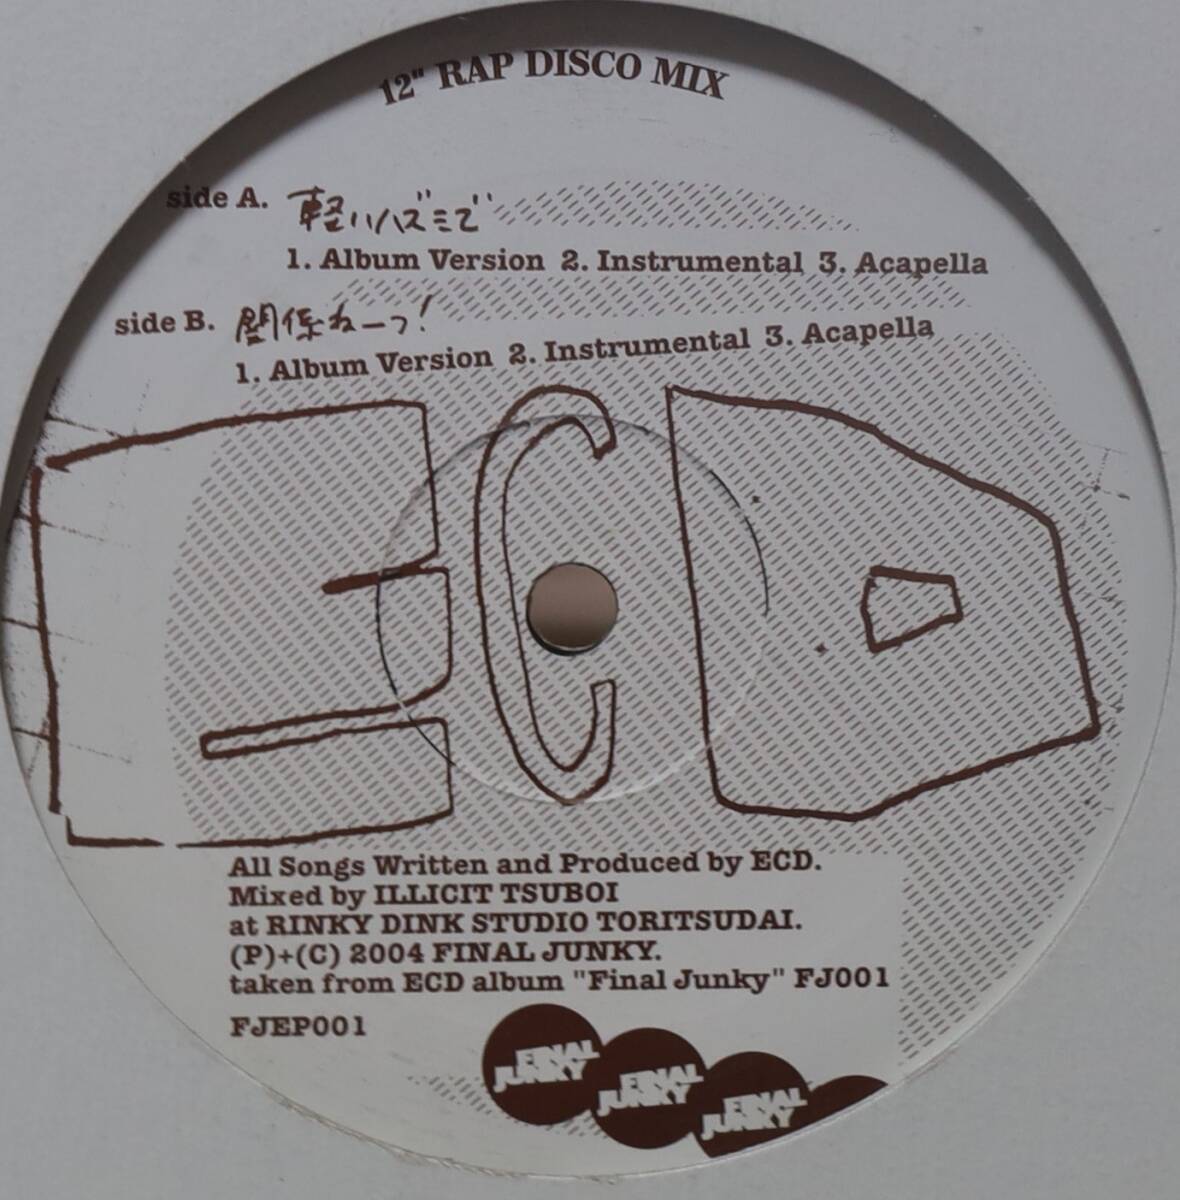 12" RAP DISCO MIX
side A. 軽いハズミで
1. Album Version 2. Instrumental 3. Acapella
side B. 関係ねーっ!
1. Album Version 2. Instrumental 3. Acapella
ECD
All Songs Written and Produced by ECD.
Mixed by ILLICIT TSUBOI
at RINKY DINK STUDIO TORITSUDAI.
(P)+(C) 2004 FINAL JUNKY.
taken from ECD album "Final Junky" FJ001
FJEP001
FINAL
JUNKY
FINAL
JUNKY
FINAL
JUNKY